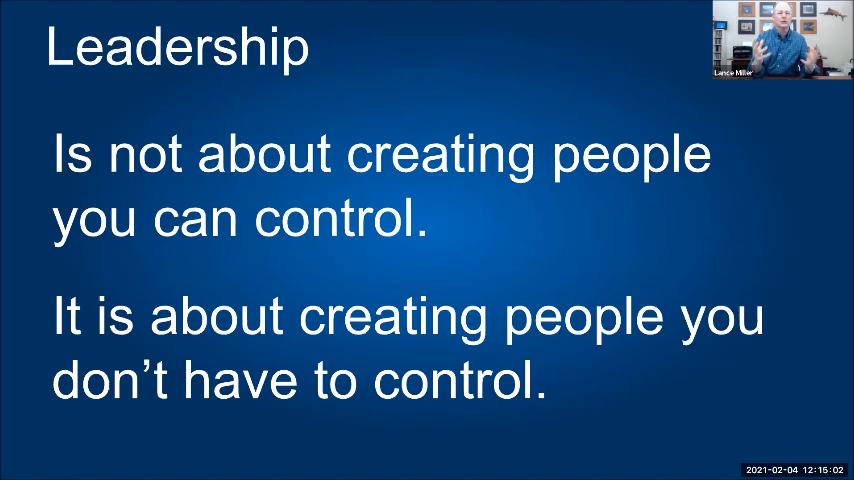 Leadership
Lance Miller
Is not about creating people
you can control.
It is about creating people you
don’t have to control.
2021-02-04 12:15:02